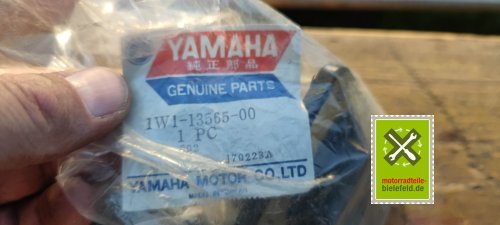 YAMAHA
純正部品
GENUINE PARTS
1W1-13565-00
1 PC
YAMAHA MOTOR CO.,LTD
motorradteile-
bielefeld.de